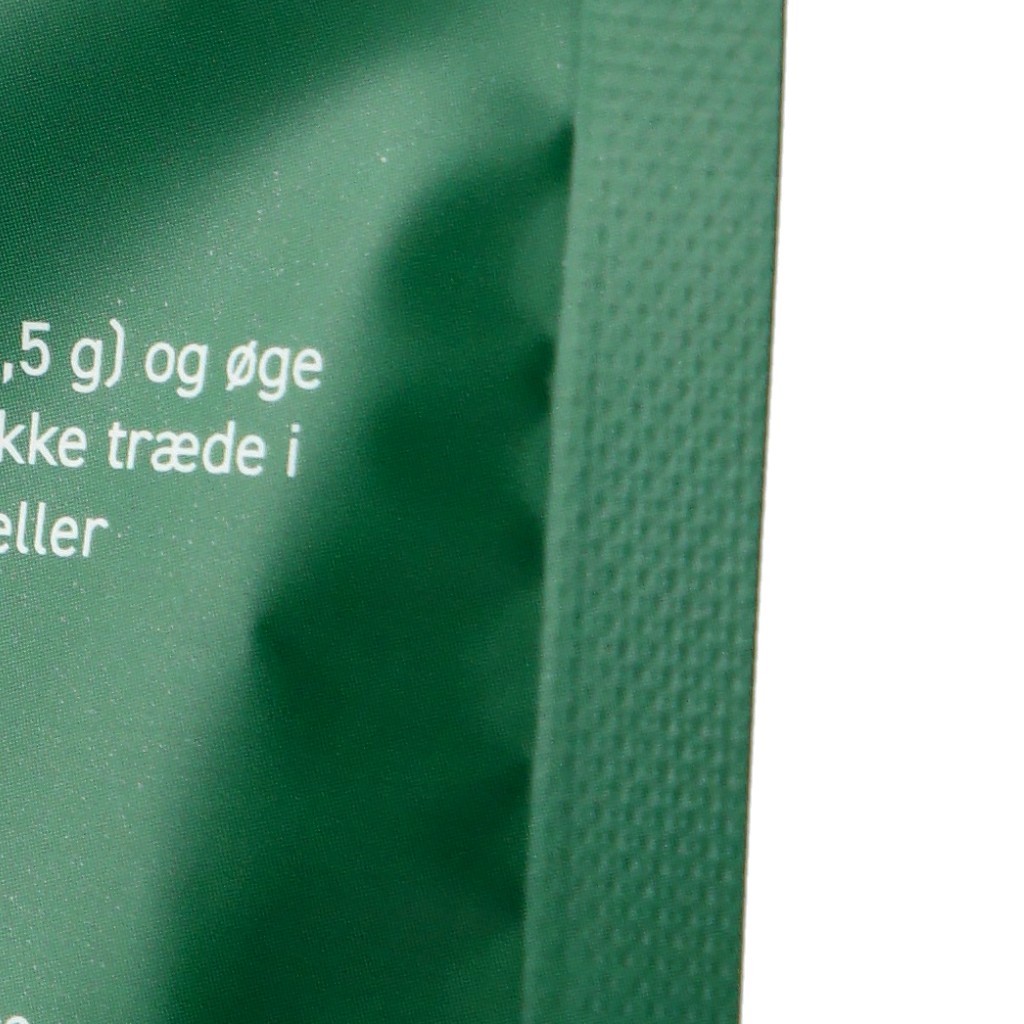 ,5 g) og øge
kke træde i
eller